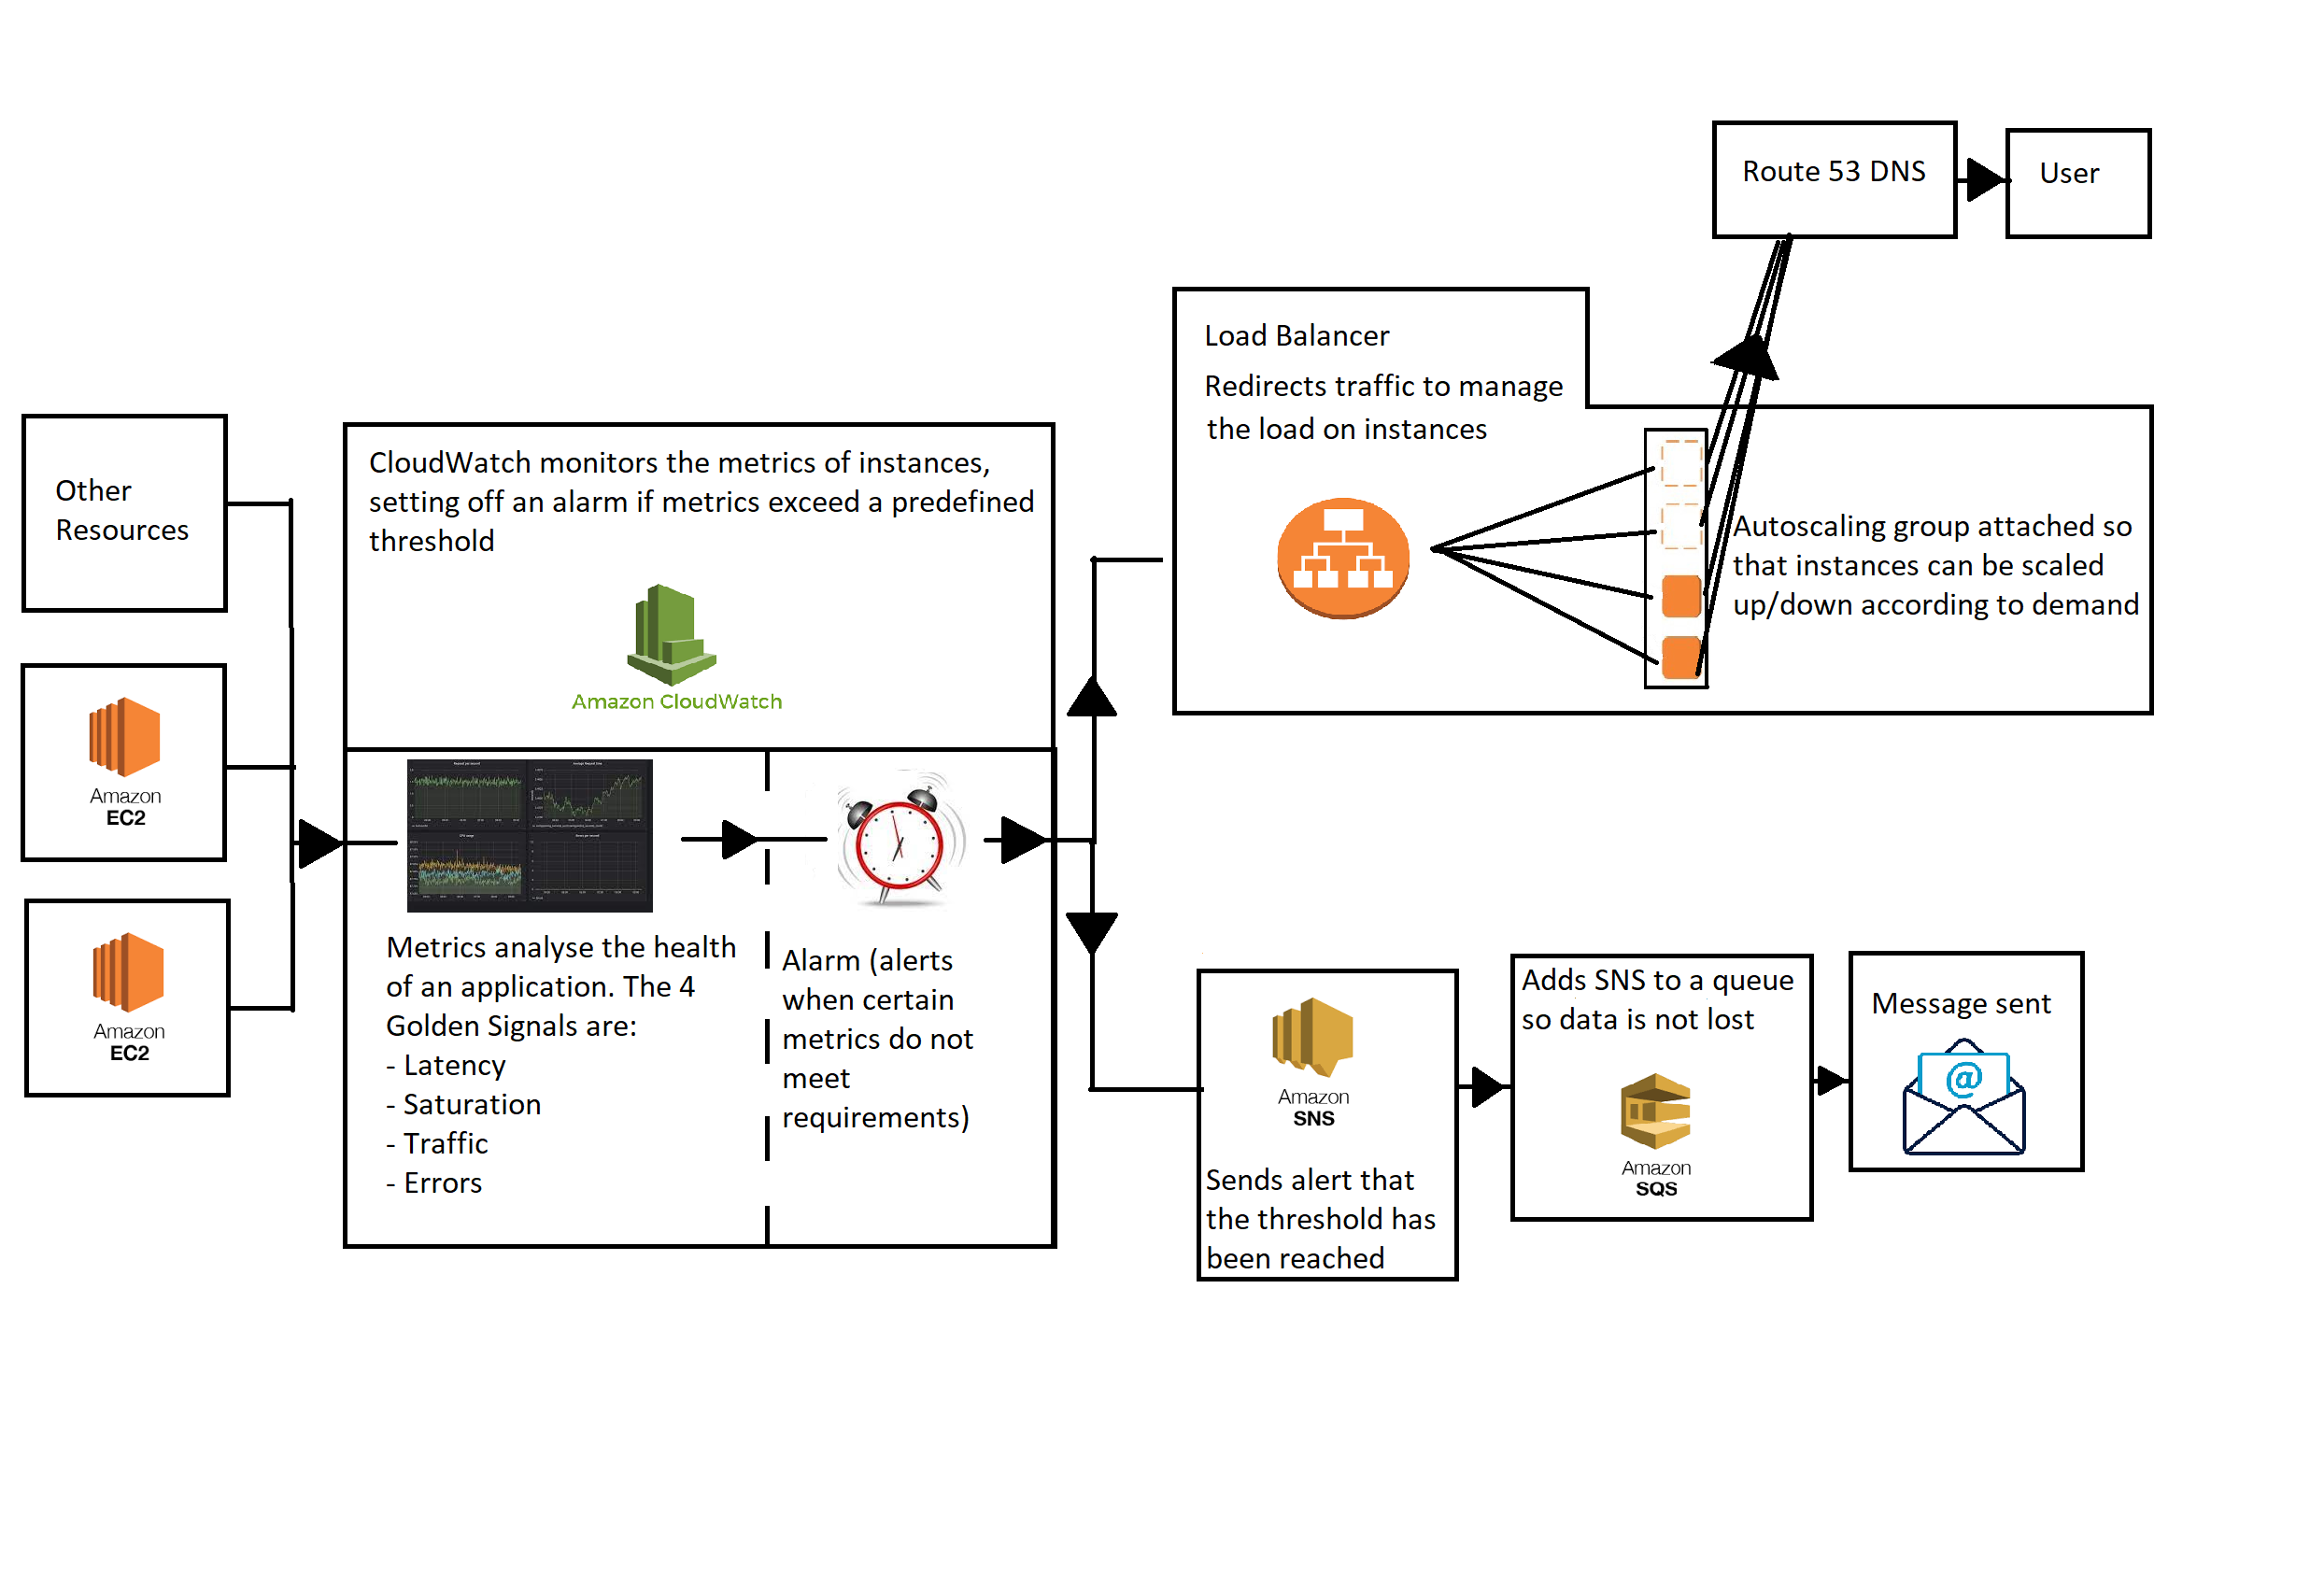 Route 53 DNS
User
Load Balancer
Redirects traffic to manage
the load on instances
Autoscaling group attached so
that instances can be scaled
up/down according to demand
Other
Resources
Amazon
EC2
Amazon
EC2
CloudWatch monitors the metrics of instances,
setting off an alarm if metrics exceed a predefined
threshold
Amazon CloudWatch
Metrics analyse the health
of an application. The 4
Golden Signals are:
- Latency
- Saturation
- Traffic
- Errors
Alarm (alerts
when certain
metrics do not
meet
requirements)
Amazon
SNS
Sends alert that
the threshold has
been reached
Adds SNS to a queue
so data is not lost
Amazon
SQS
Message sent
@